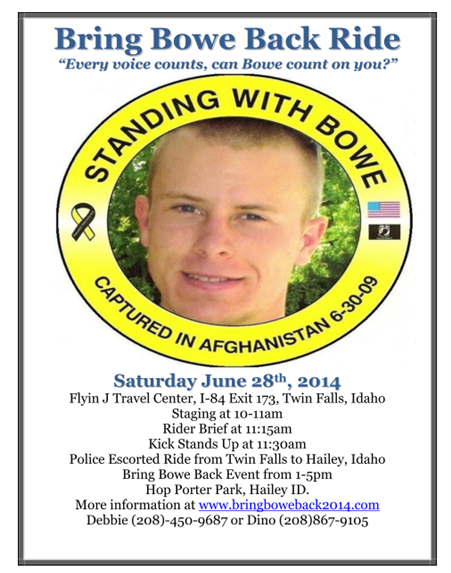 Bring Bowe Back Ride
“Every voice counts, can Bowe count on you?”
STANDING WITH BOWE
CAPTURED IN AFGHANISTAN 6-30-09
Saturday June 28th, 2014
Flyin J Travel Center, I-84 Exit 173, Twin Falls, Idaho
Staging at 10-11am
Rider Brief at 11:15am
Kick Stands Up at 11:30am
Police Escorted Ride from Twin Falls to Hailey, Idaho
Bring Bowe Back Event from 1-5pm
Hop Porter Park, Hailey ID.
More information at www.bringboweback2014.com
Debbie (208)-450-9687 or Dino (208)867-9105